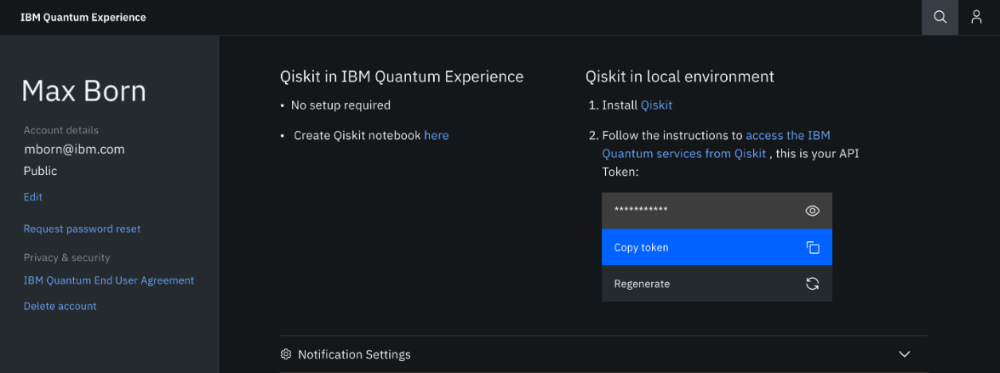 IBM Quantum Experience
Max Born
Account details
mborn@ibm.com
Public
Edit
Request password reset
Privacy & security
IBM Quantum End User Agreement
Delete account
Qiskit in IBM Quantum Experience
• No setup required
• Create Qiskit notebook here
Qiskit in local environment
1. Install Qiskit
2. Follow the instructions to access the IBM
Quantum services from Qiskit , this is your API
Token:
***********
Copy token
Regenerate
Notification Settings